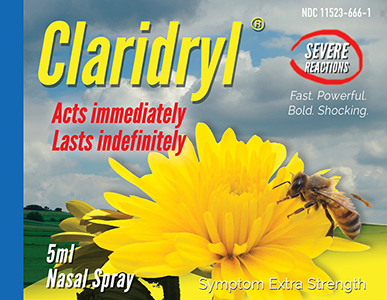 NDC 11523-666-1
Claridryl®
SEVERE
REACTIONS
Fast. Powerful.
Bold. Shocking.
Acts immediately
Lasts indefinitely
5ml
Nasal Spray
Symptom Extra Strength